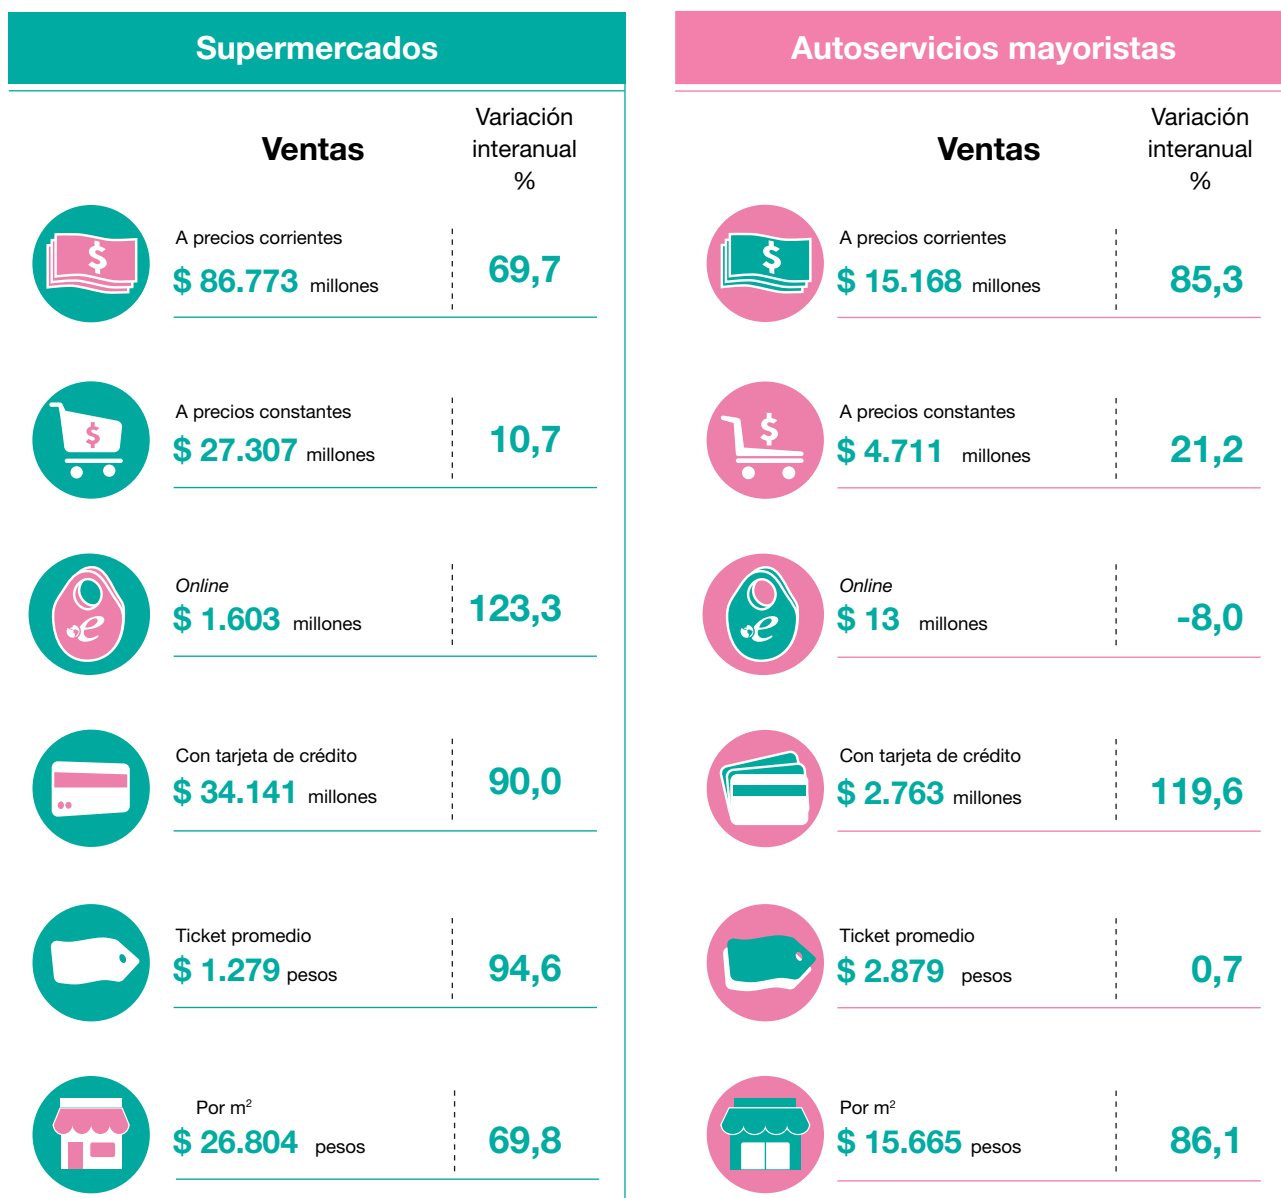 Supermercados
Ventas
Variación
interanual
%
A precios corrientes
$ 86.773 millones
69,7
A precios constantes
$ 27.307 millones
10,7
Online
$ 1.603 millones
123,3
Con tarjeta de crédito
$ 34.141 millones
90,0
Ticket promedio
$ 1.279 pesos
94,6
Por m²
$ 26.804 pesos
69,8
Autoservicios mayoristas
Ventas
Variación
interanual
%
A precios corrientes
$ 15.168 millones
85,3
A precios constantes
$ 4.711 millones
21,2
Online
$ 13 millones
-8,0
Con tarjeta de crédito
$ 2.763 millones
119,6
Ticket promedio
$ 2.879 pesos
0,7
Por m²
$ 15.665 pesos
86,1